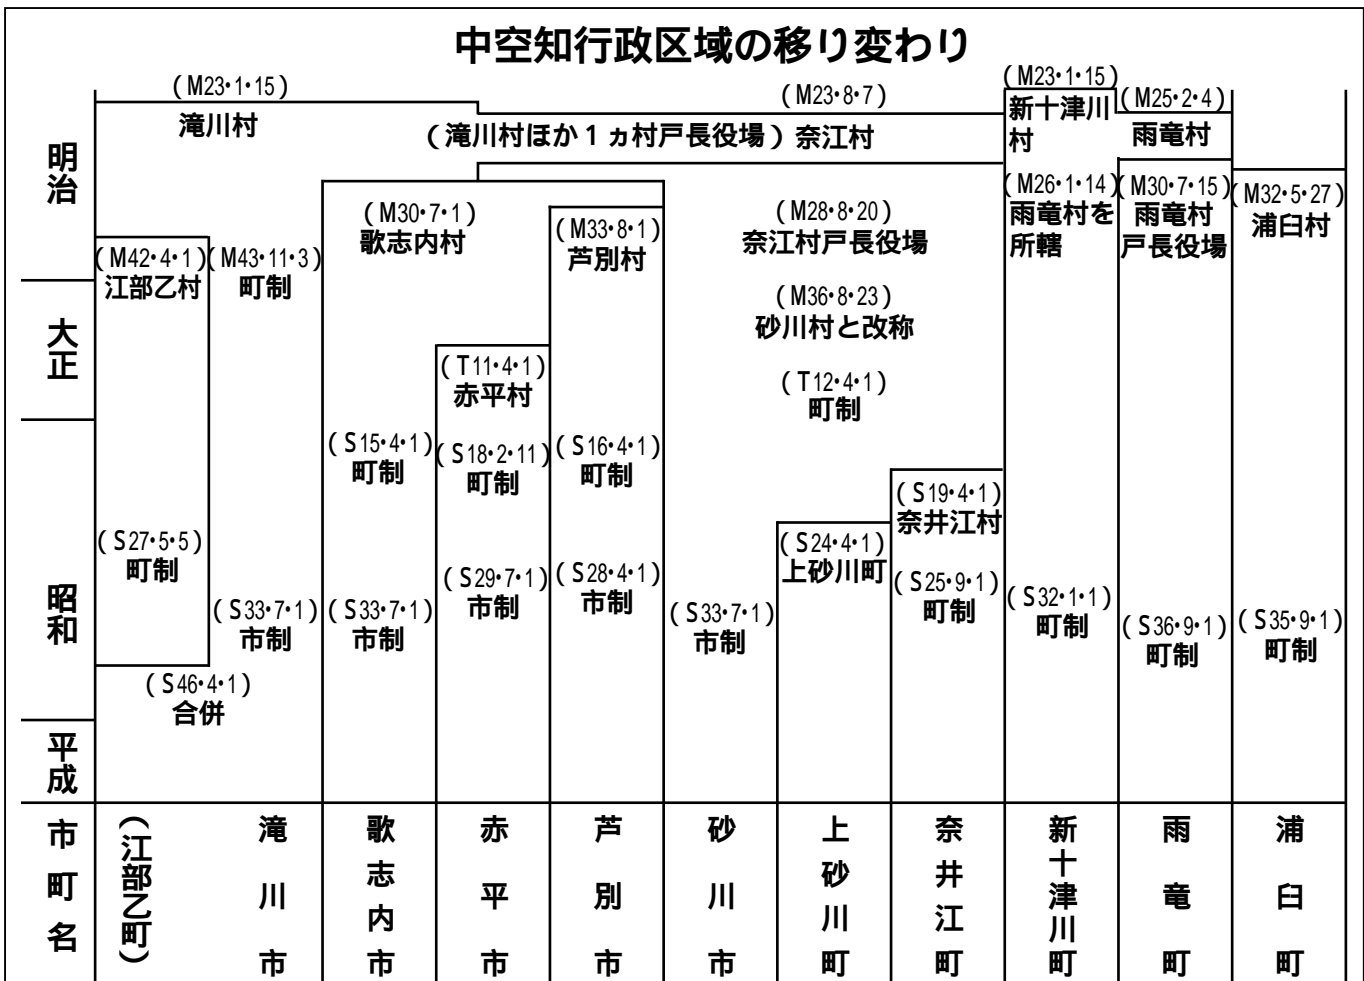 中空知行政区域の移り変わり
明治
大正
昭和
平成
市町名
(M23・1・15)
滝川村
(M23・8・7)
(滝川村ほか1ヵ村戸長役場)奈江村
(M23・1・15)
新十津川
村
(M25・2・4)
雨竜村
(M26・1・14)
雨竜村を
所轄
(M30・7・15)
雨竜村
戸長役場
(M32・5・27)
浦臼村
(M30・7・1)
歌志内村
(M33・8・1)
芦別村
(M28・8・20)
奈江村戸長役場
(M42・4・1)
江部乙村
(M43・11・3)
町制
(M36・8・23)
砂川村と改称
(T11・4・1)
赤平村
(T12・4・1)
町制
(S15・4・1)
町制
(S18・2・11)
町制
(S16・4・1)
町制
(S19・4・1)
奈井江村
(S27・5・5)
町制
(S24・4・1)
上砂川町
(S29・7・1)
市制
(S28・4・1)
市制
(S25・9・1)
町制
(S33・7・1)
市制
(S33・7・1)
市制
(S33・7・1)
市制
(S32・1・1)
町制
(S36・9・1)
町制
(S35・9・1)
町制
(S46・4・1)
合併
(江部乙町)
滝川市
歌志内市
赤平市
芦別市
砂川市
上砂川町
奈井江町
新十津川町
雨竜町
浦臼町